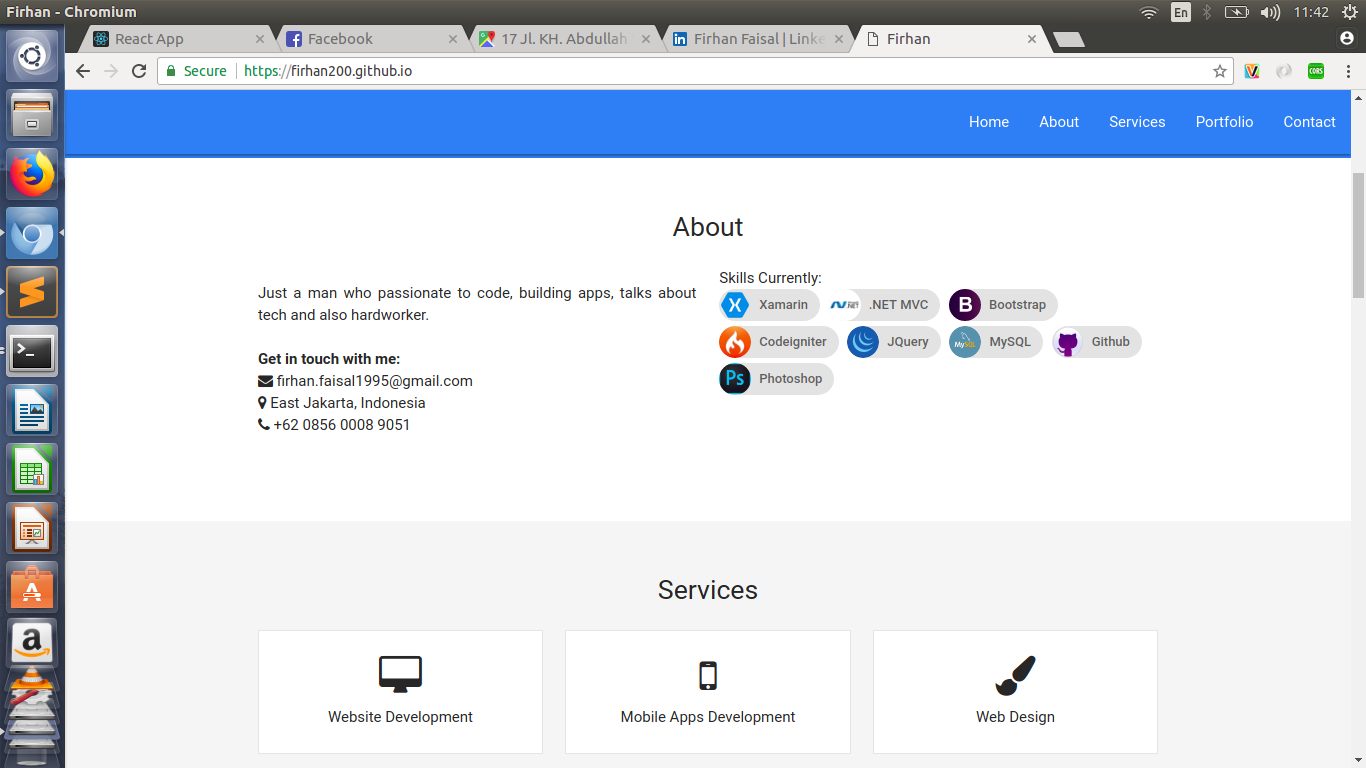 Firhan - Chromium
En
11:42
React App
Facebook
17 Jl. KH. Abdullah
Firhan Faisal | Linke
Firhan
Secure
https://firhan200.github.io
CORS
Home
About
Services
Portfolio
Contact
About
Just a man who passionate to code, building apps, talks about
tech and also hardworker.
Get in touch with me:
firhan.faisal1995@gmail.com
East Jakarta, Indonesia
+62 0856 0008 9051
Skills Currently:
Xamarin
.NET MVC
Bootstrap
Codeigniter
JQuery
MySQL
Github
Photoshop
Services
Website Development
Mobile Apps Development
Web Design